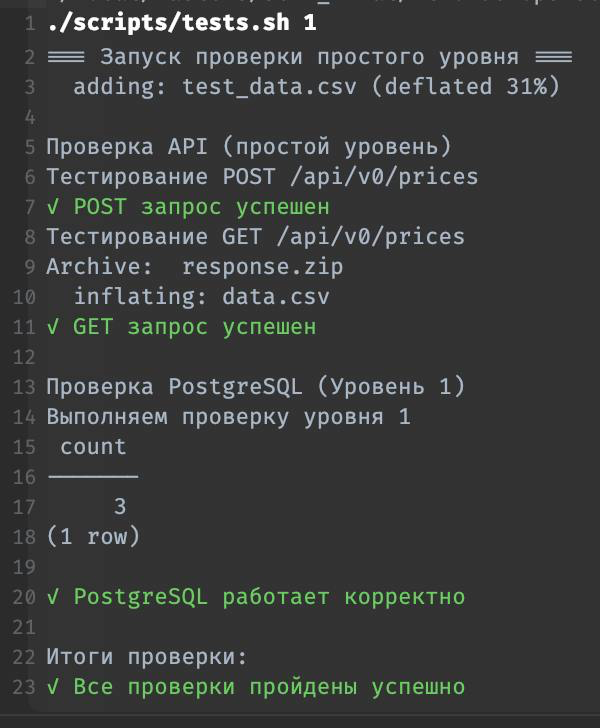 1 ./scripts/tests.sh 1
2 === Запуск проверки простого уровня ===
3   adding: test_data.csv (deflated 31%)
4
5 Проверка API (простой уровень)
6 Тестирование POST /api/v0/prices
7 √ POST запрос успешен
8 Тестирование GET /api/v0/prices
9 Archive:  response.zip
10   inflating: data.csv
11 √ GET запрос успешен
12
13 Проверка PostgreSQL (Уровень 1)
14 Выполняем проверку уровня 1
15  count
16 -------
17      3
18 (1 row)
19
20 √ PostgreSQL работает корректно
21
22 Итоги проверки:
23 √ Все проверки пройдены успешно